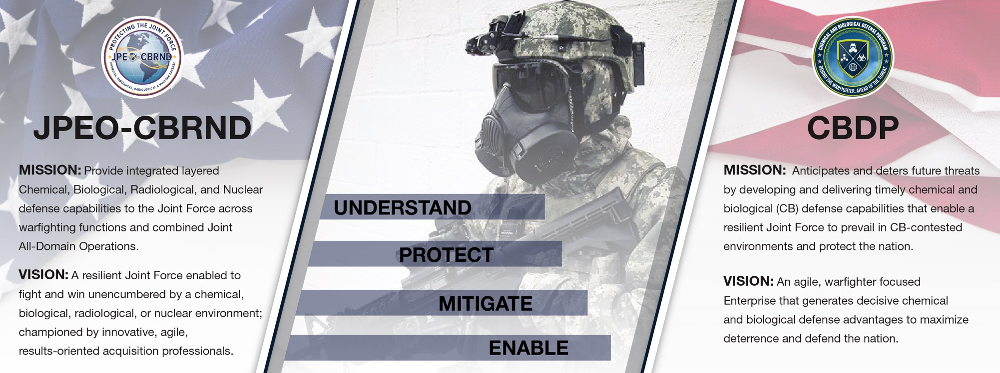 PROTECTING THE JOINT FORCE
JPEO-CBRND
CHEMICAL, BIOLOGICAL, RADIOLOGICAL & NUCLEAR DEFENSE
JPEO-CBRND
MISSION: Provide integrated layered
Chemical, Biological, Radiological, and Nuclear
defense capabilities to the Joint Force across
warfighting functions and combined Joint
All-Domain Operations.
VISION: A resilient Joint Force enabled to
fight and win unencumbered by a chemical,
biological, radiological, or nuclear environment;
championed by innovative, agile,
results-oriented acquisition professionals.
UNDERSTAND
PROTECT
MITIGATE
ENABLE
CHEMICAL AND BIOLOGICAL DEFENSE PROGRAM
BEHIND THE WARFIGHTER. AHEAD OF THE THREAT.
CBDP
MISSION: Anticipates and deters future threats
by developing and delivering timely chemical and
biological (CB) defense capabilities that enable a
resilient Joint Force to prevail in CB-contested
environments and protect the nation.
VISION: An agile, warfighter focused
Enterprise that generates decisive chemical
and biological defense advantages to maximize
deterrence and defend the nation.